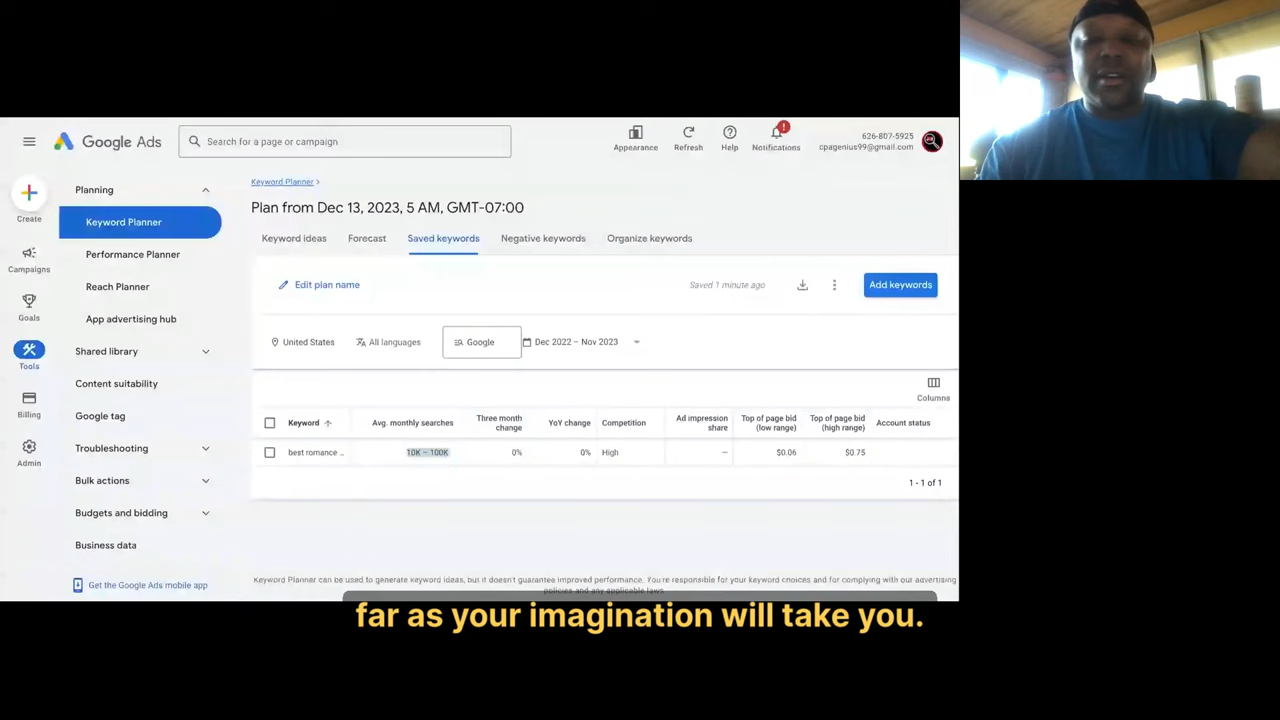 Google Ads
Search for a page or campaign
Appearance
Refresh
Help
!
Notifications
626-807-5925
cpagenius99@gmail.com
Create
Campaigns
Goals
Tools
Billing
Admin
Planning
Keyword Planner
Performance Planner
Reach Planner
App advertising hub
Shared library
Content suitability
Google tag
Troubleshooting
Bulk actions
Budgets and bidding
Business data
Get the Google Ads mobile app
Keyword Planner >
Plan from Dec 13, 2023, 5 AM, GMT-07:00
Keyword ideas Forecast Saved keywords Negative keywords Organize keywords
Edit plan name Saved 1 minute ago Add keywords
United States All languages Google Dec 2022 – Nov 2023
Columns
Keyword ↑ Avg. monthly searches Three month change YoY change Competition Ad impression share Top of page bid (low range) Top of page bid (high range) Account status
best romance .. 10K – 100K 0% 0% High — $0.06 $0.75
1 - 1 of 1
Keyword Planner can be used to generate keyword ideas, but it doesn't guarantee improved performance. You're responsible for your keyword choices and for complying with our advertising
policies and any applicable laws.
far as your imagination will take you.